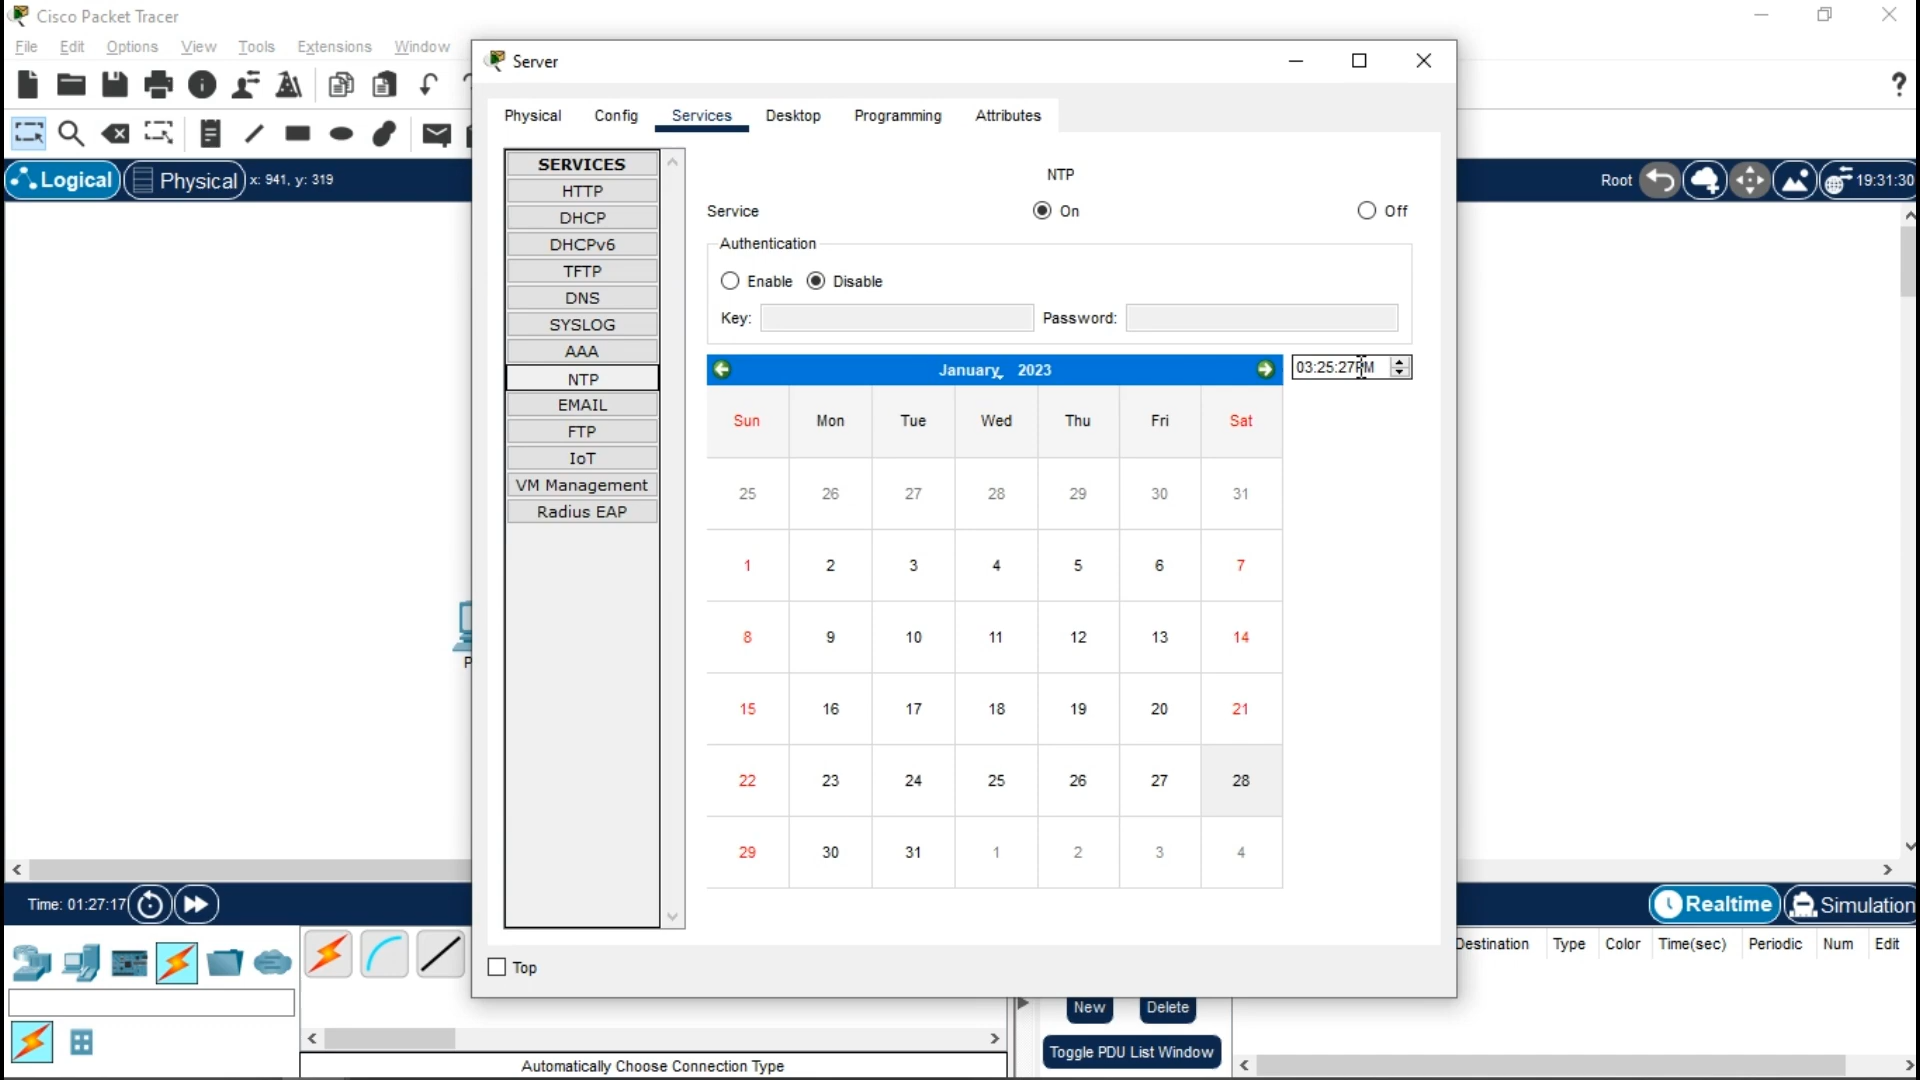 Cisco Packet Tracer
File Edit Options View Tools Extensions Window
Server
Physical Config Services Desktop Programming Attributes
Logical Physical x: 941, y: 319
Root 19:31:30
SERVICES
HTTP
DHCP
DHCPv6
TFTP
DNS
SYSLOG
AAA
NTP
EMAIL
FTP
IoT
VM Management
Radius EAP
NTP
Service On Off
Authentication
Enable Disable
Key: Password:
January, 2023 03:25:27PM
Sun Mon Tue Wed Thu Fri Sat
25 26 27 28 29 30 31
1 2 3 4 5 6 7
8 9 10 11 12 13 14
15 16 17 18 19 20 21
22 23 24 25 26 27 28
29 30 31 1 2 3 4
Top
P
Time: 01:27:17
Realtime Simulation
Destination Type Color Time(sec) Periodic Num Edit
New Delete
Toggle PDU List Window
Automatically Choose Connection Type